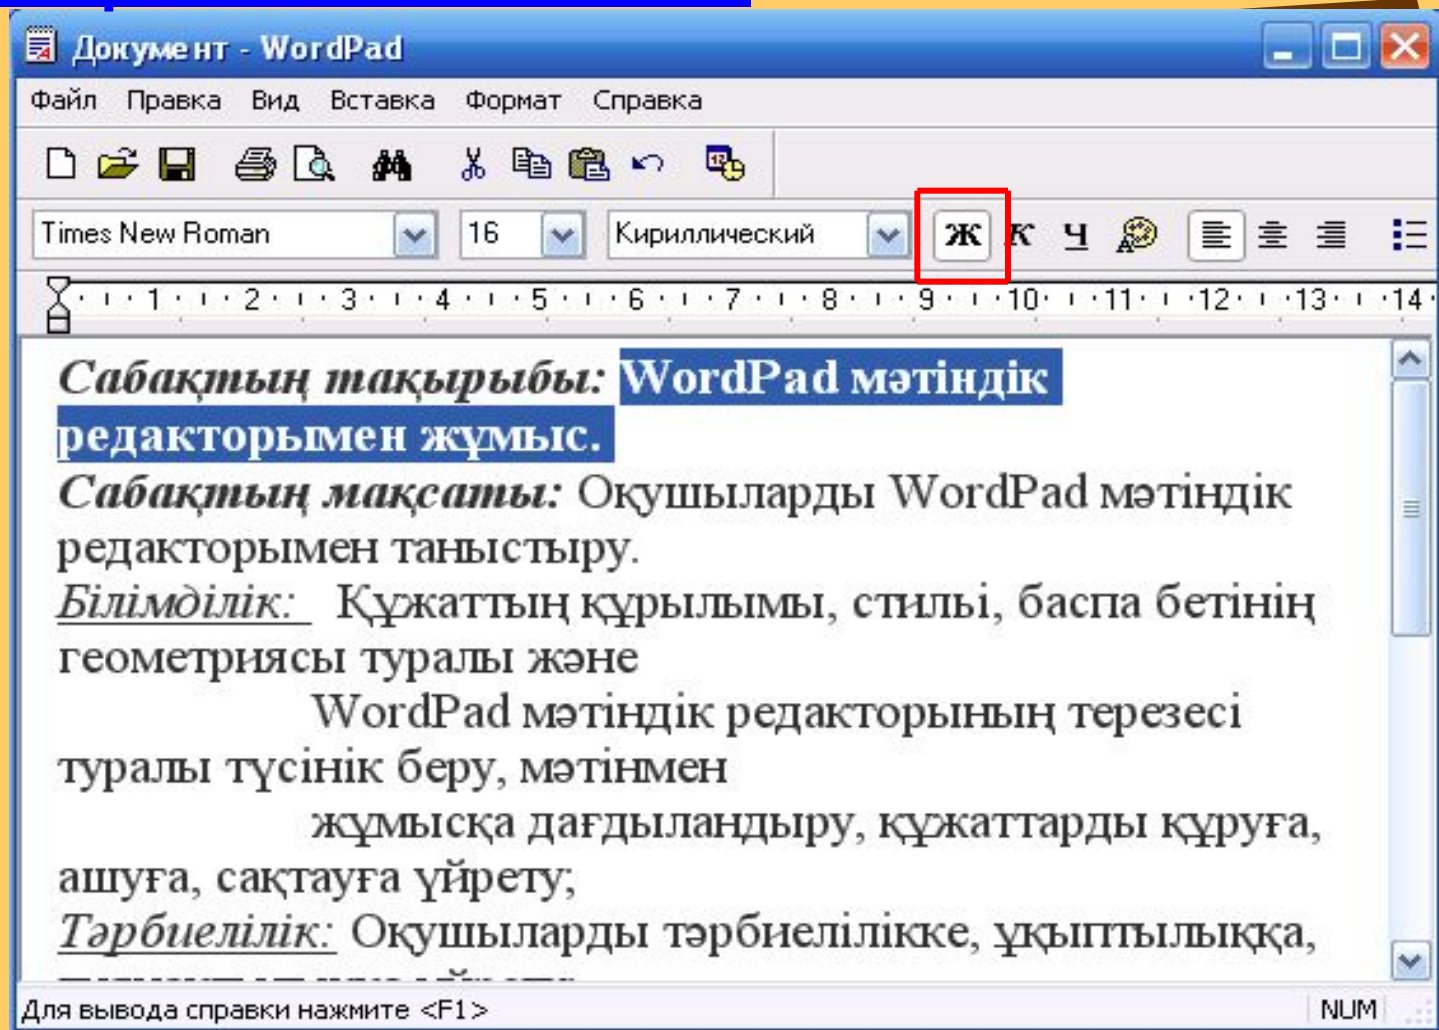 Документ - WordPad
Файл Правка Вид Вставка Формат Справка
Times New Roman 16 Кириллический Ж К Ч
1 2 3 4 5 6 7 8 9 10 11 12 13 14
Сабақтың тақырыбы: WordPad мәтіндік
редакторымен жұмыс.
Сабақтың мақсаты: Оқушыларды WordPad мәтіндік
редакторымен таныстыру.
Білімділік: Құжаттың құрылымы, стильі, баспа бетінің
геометриясы туралы және
WordPad мәтіндік редакторының терезесі
туралы түсінік беру, мәтінмен
жұмысқа дағдыландыру, құжаттарды құруға,
ашуға, сақтауға үйрету;
Тәрбиелілік: Оқушыларды тәрбиелілікке, ұқыптылыққа,
Для вывода справки нажмите <F1> NUM